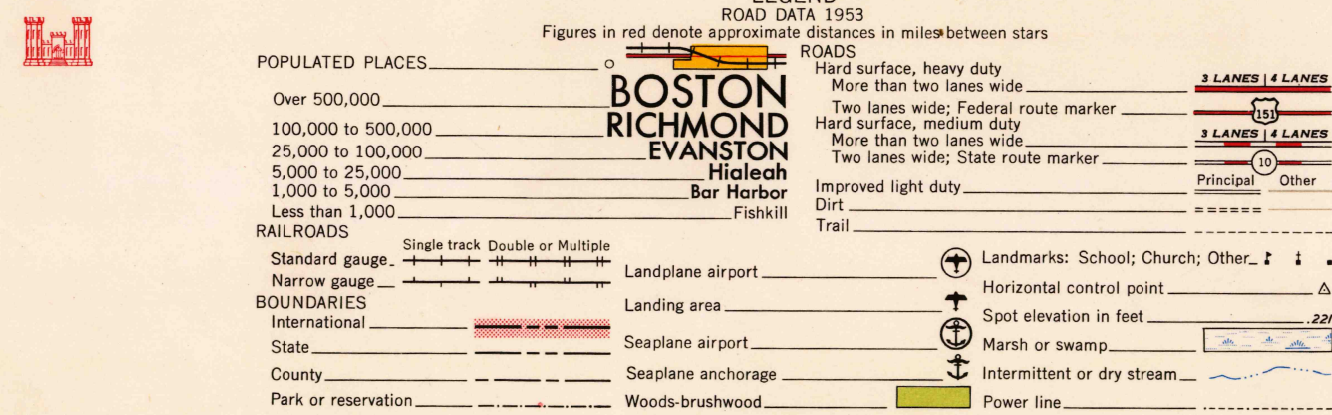 LEGEND
ROAD DATA 1953
Figures in red denote approximate distances in miles between stars
POPULATED PLACES
Over 500,000 BOSTON
100,000 to 500,000 RICHMOND
25,000 to 100,000 EVANSTON
5,000 to 25,000 Hialeah
1,000 to 5,000 Bar Harbor
Less than 1,000 Fishkill
RAILROADS
Single track Double or Multiple
Standard gauge
Narrow gauge
BOUNDARIES
International
State
County
Park or reservation
Landplane airport
Landing area
Seaplane airport
Seaplane anchorage
Woods-brushwood
ROADS
Hard surface, heavy duty
More than two lanes wide 3 LANES | 4 LANES
Two lanes wide; Federal route marker 151
Hard surface, medium duty
More than two lanes wide 3 LANES | 4 LANES
Two lanes wide; State route marker 10
Principal Other
Improved light duty
Dirt
Trail
Landmarks: School; Church; Other
Horizontal control point
Spot elevation in feet .221
Marsh or swamp
Intermittent or dry stream
Power line